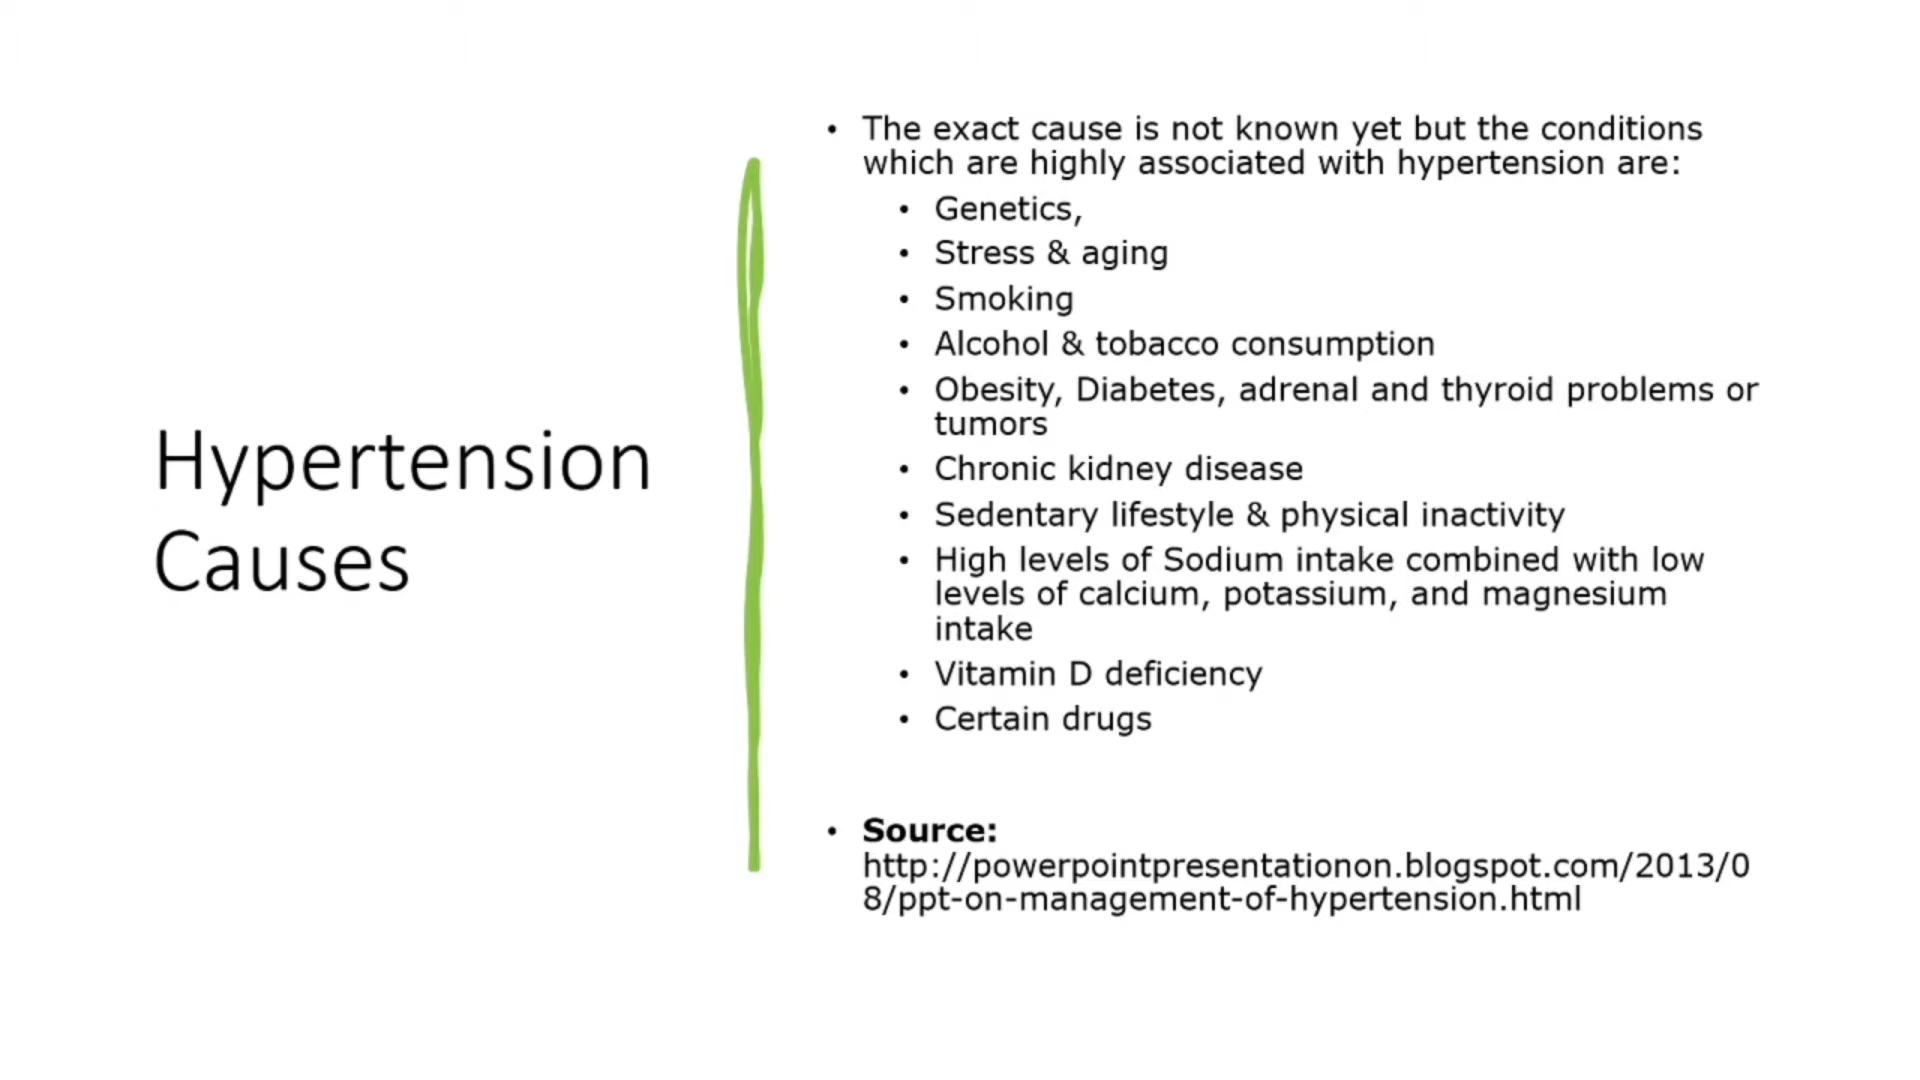 Hypertension
Causes
• The exact cause is not known yet but the conditions
which are highly associated with hypertension are:
• Genetics,
• Stress & aging
• Smoking
• Alcohol & tobacco consumption
• Obesity, Diabetes, adrenal and thyroid problems or
tumors
• Chronic kidney disease
• Sedentary lifestyle & physical inactivity
• High levels of Sodium intake combined with low
levels of calcium, potassium, and magnesium
intake
• Vitamin D deficiency
• Certain drugs
• Source:
http://powerpointpresentationon.blogspot.com/2013/0
8/ppt-on-management-of-hypertension.html